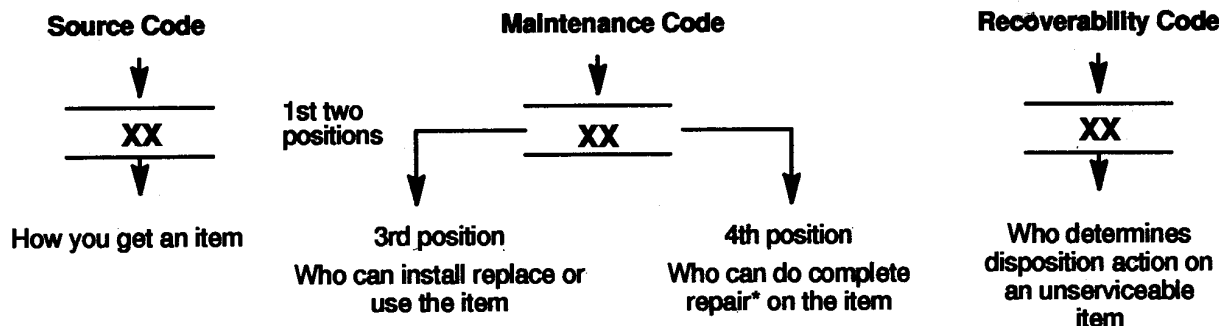 Source Code
Maintenance Code
Recoverability Code
XX
1st two
positions
XX
XX
How you get an item
3rd position
Who can install replace or
use the item
4th position
Who can do complete
repair* on the item
Who determines
disposition action on
an unserviceable
item